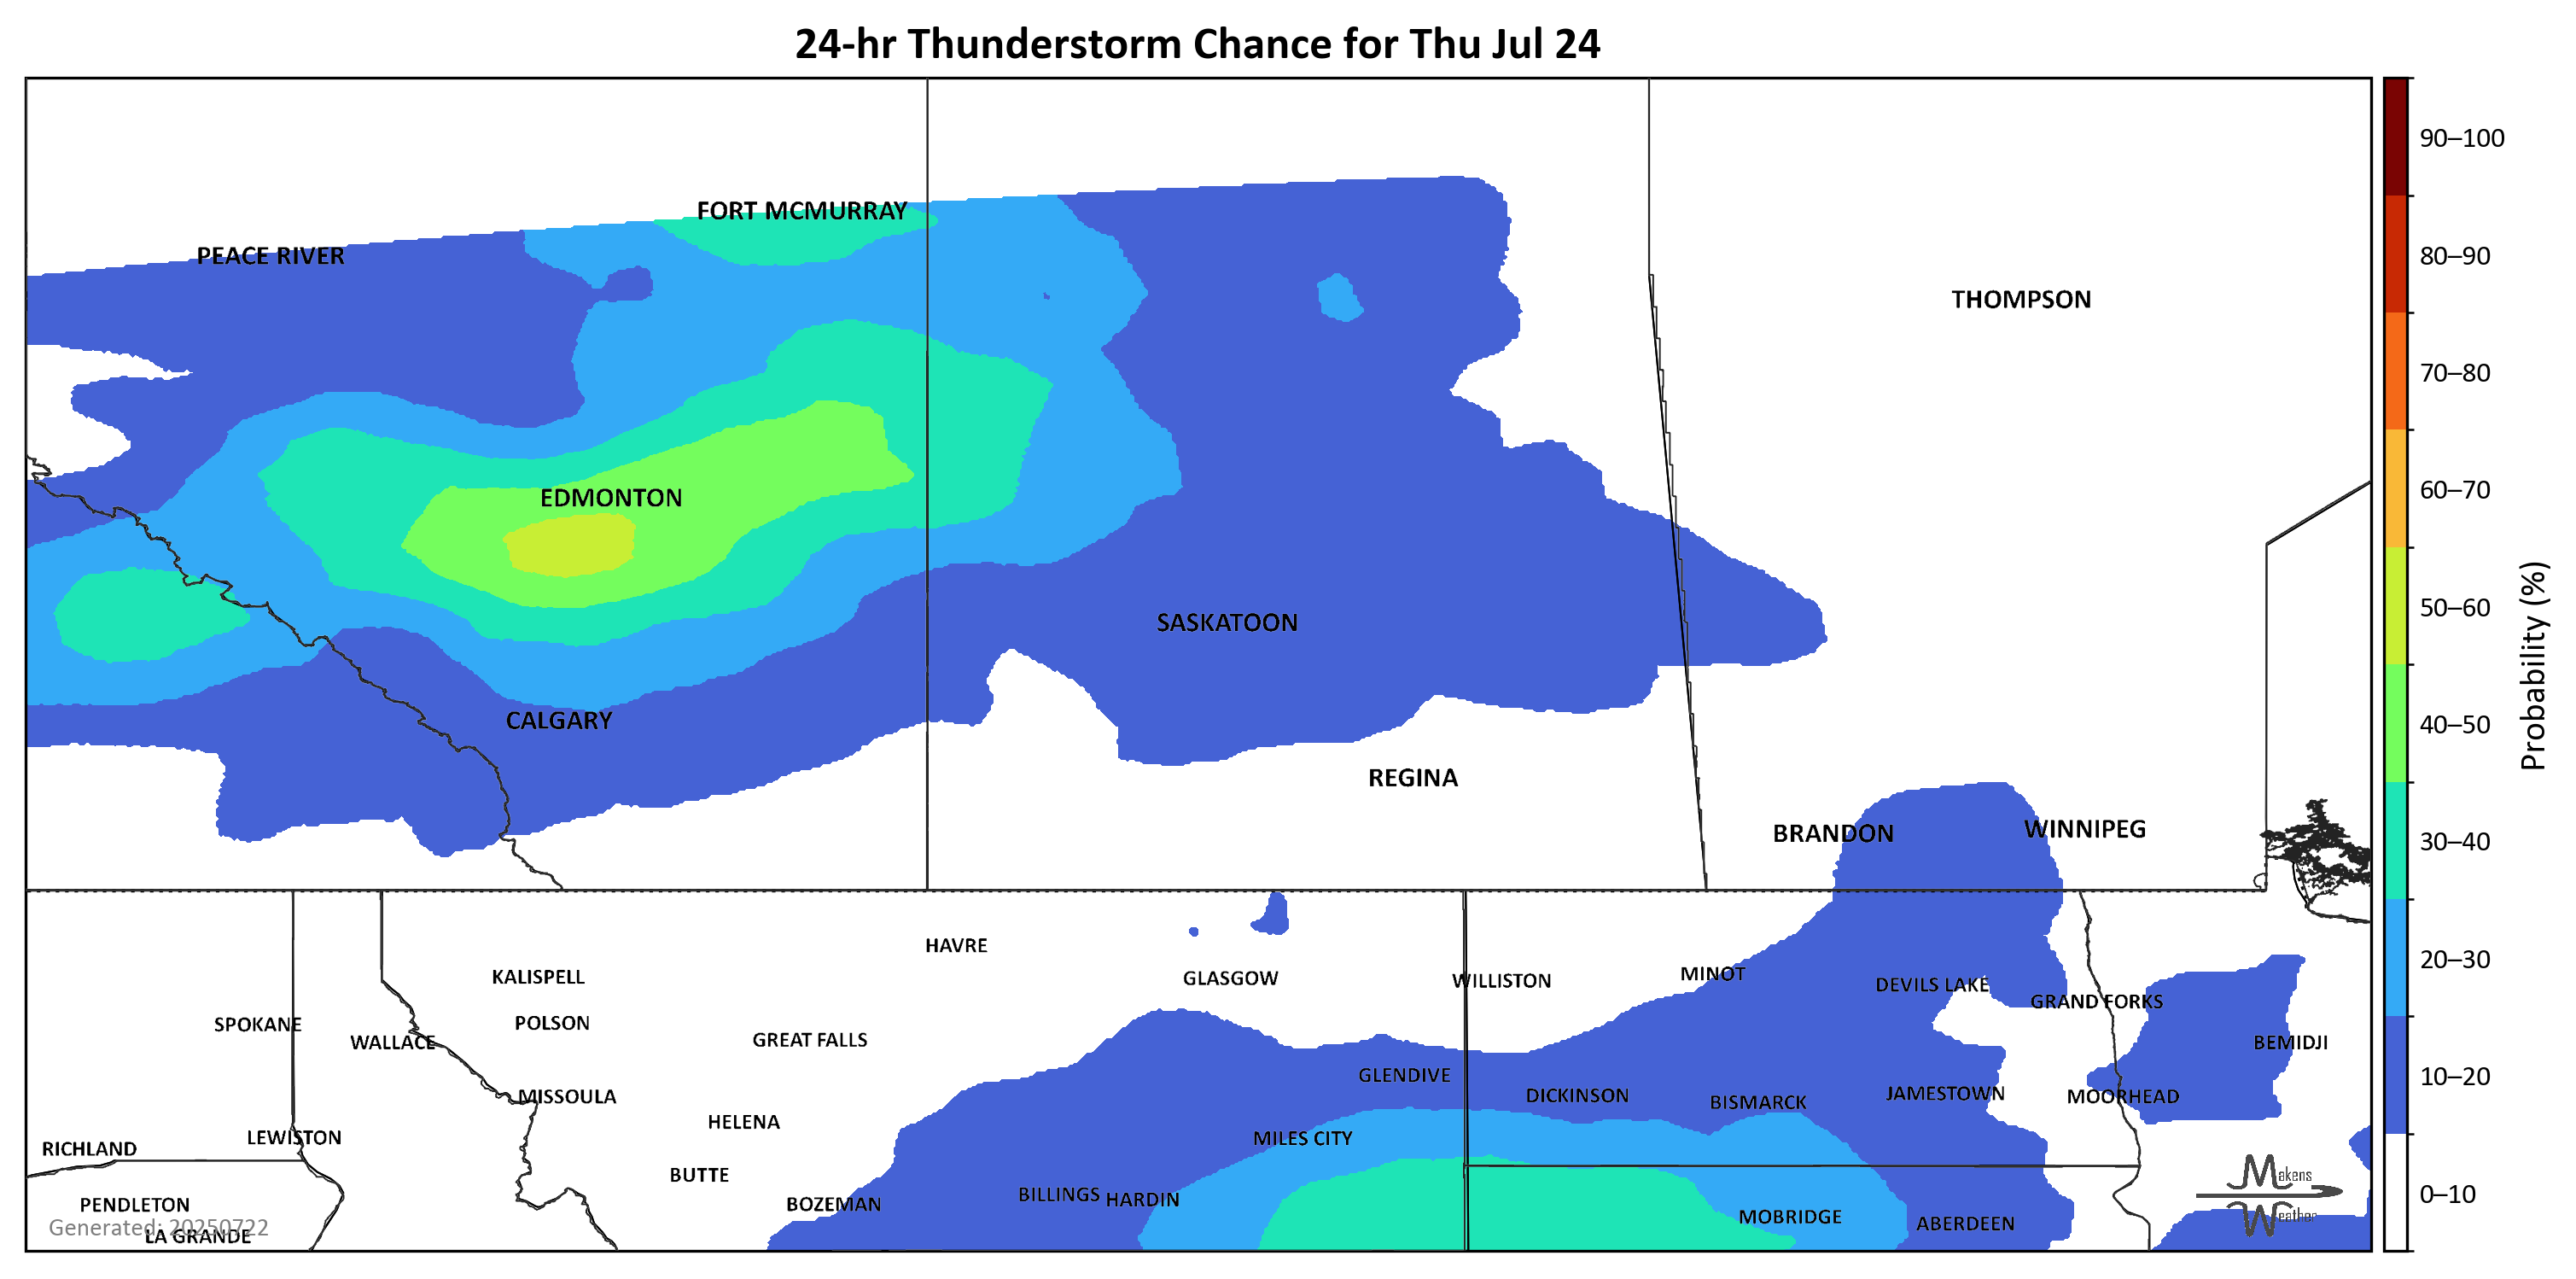 24-hr Thunderstorm Chance for Thu Jul 24
90–100
FORT MCMURRAY
PEACE RIVER
80–90
THOMPSON
70–80
60–70
EDMONTON
50–60
SASKATOON
Probability (%)
CALGARY
40–50
REGINA
BRANDON
WINNIPEG
30–40
HAVRE
20–30
KALISPELL
GLASGOW
WILLISTON
MINOT
DEVILS LAKE
GRAND FORKS
SPOKANE
POLSON
WALLACE
GREAT FALLS
BEMIDJI
GLENDIVE
10–20
MISSOULA
DICKINSON
BISMARCK
JAMESTOWN
MOORHEAD
HELENA
LEWISTON
MILES CITY
RICHLAND
BUTTE
Makens
BILLINGS
HARDIN
0–10
PENDLETON
BOZEMAN
MOBRIDGE
Weather
ABERDEEN
Generated: 20250722
LA GRANDE